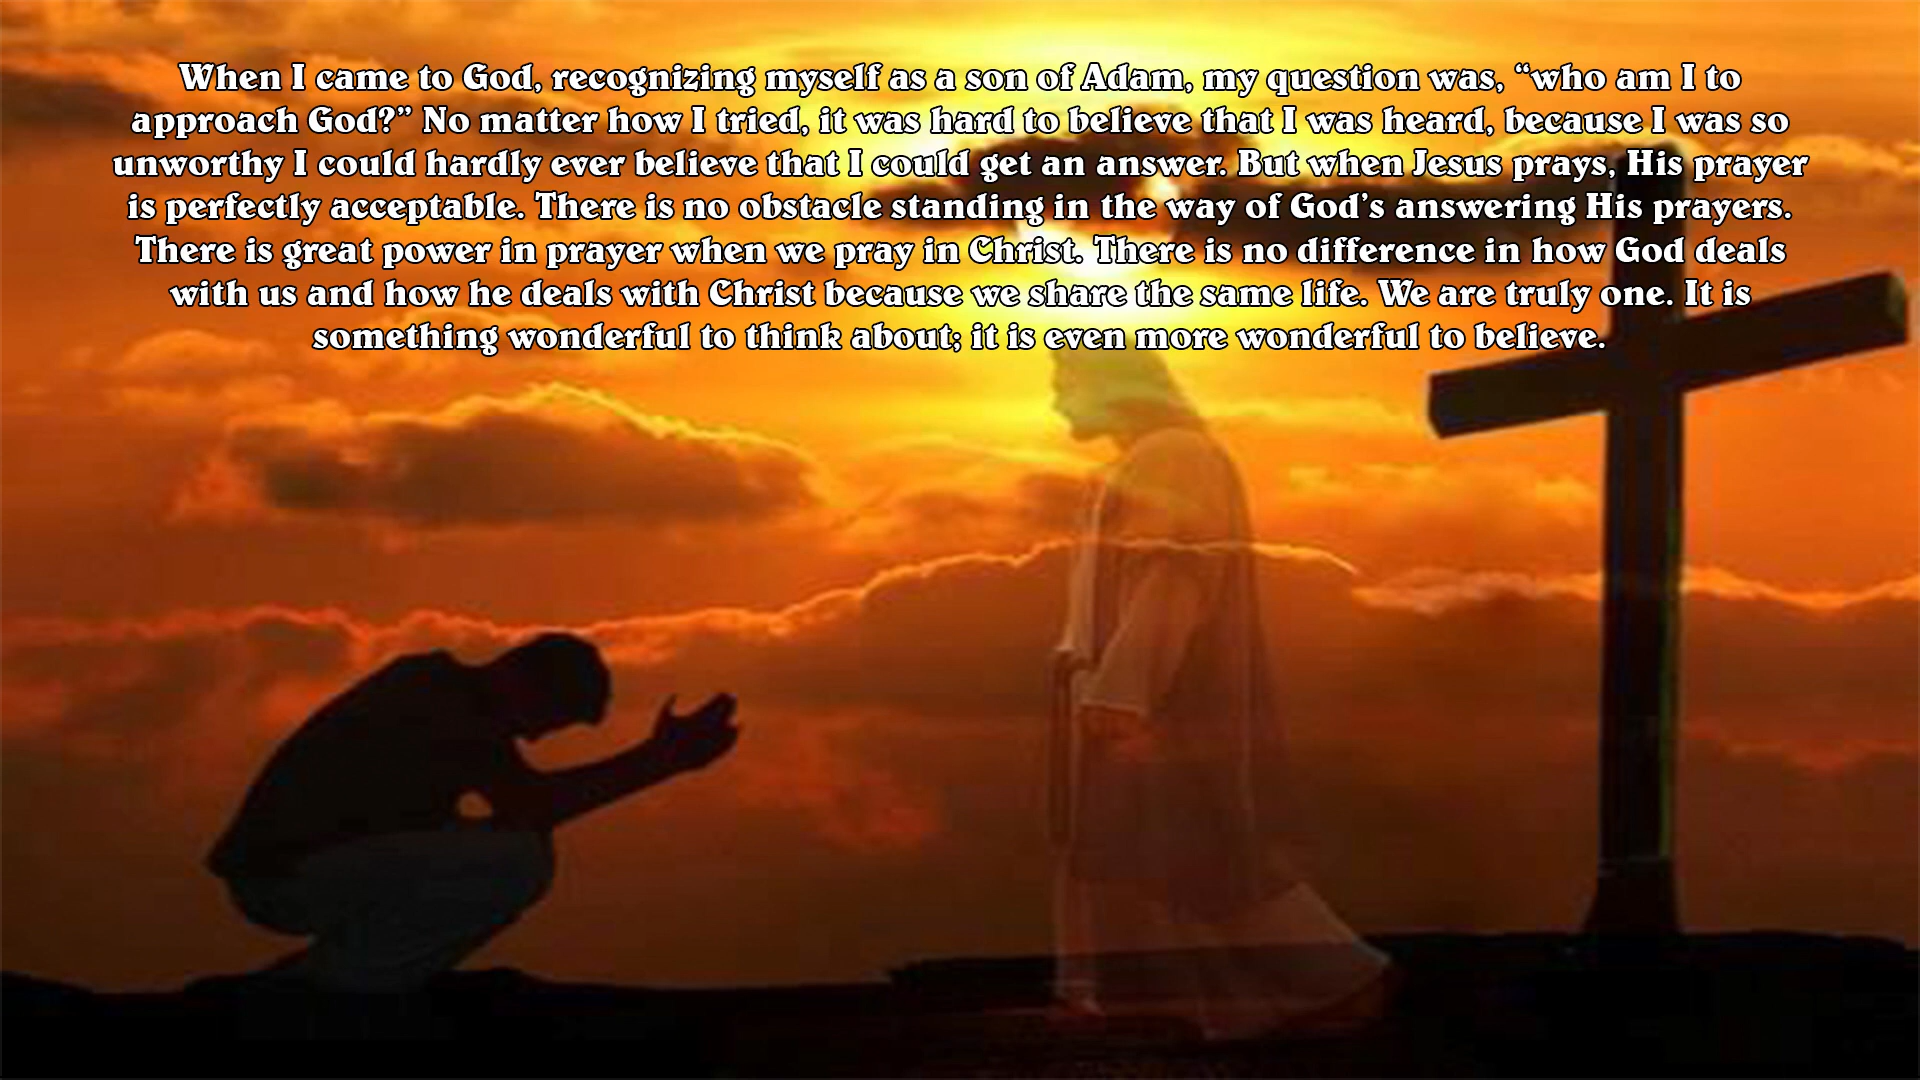 When I came to God, recognizing myself as a son of Adam, my question was, “who am I to
approach God?” No matter how I tried, it was hard to believe that I was heard, because I was so
unworthy I could hardly ever believe that I could get an answer. But when Jesus prays, His prayer
is perfectly acceptable. There is no obstacle standing in the way of God’s answering His prayers.
There is great power in prayer when we pray in Christ. There is no difference in how God deals
with us and how he deals with Christ because we share the same life. We are truly one. It is
something wonderful to think about; it is even more wonderful to believe.